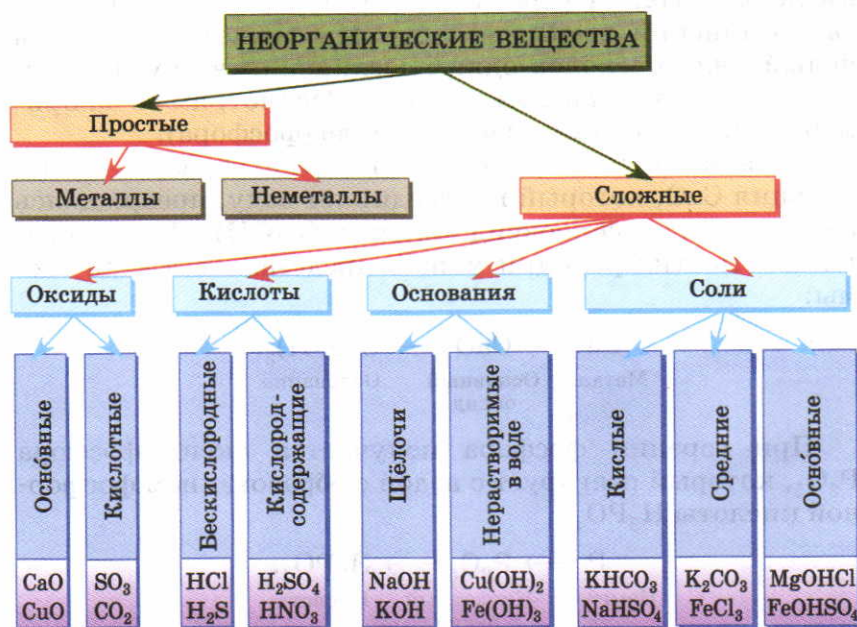 НЕОРГАНИЧЕСКИЕ ВЕЩЕСТВА
Простые
Металлы
Неметаллы
Сложные
Оксиды
Кислоты
Основания
Соли
Основные
Кислотные
Бескислородные
Кислород-
содержащие
Щёлочи
Нерастворимые
в воде
Кислые
Средние
Основные
CaO
CuO
SO₃
CO₂
HCl
H₂S
H₂SO₄
HNO₃
NaOH
KOH
Cu(OH)₂
Fe(OH)₃
KHCO₃
NaHSO₄
K₂CO₃
FeCl₃
MgOHCl
FeOHSO₄